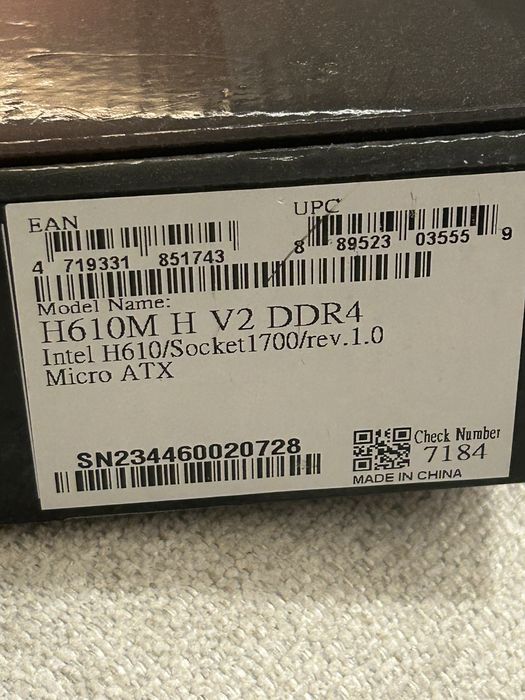 EAN
UPC
4 719331 851743
8 89523 03555 9
Model Name:
H610M H V2 DDR4
Intel H610/Socket1700/rev.1.0
Micro ATX
SN234460020728
Check Number
7184
MADE IN CHINA